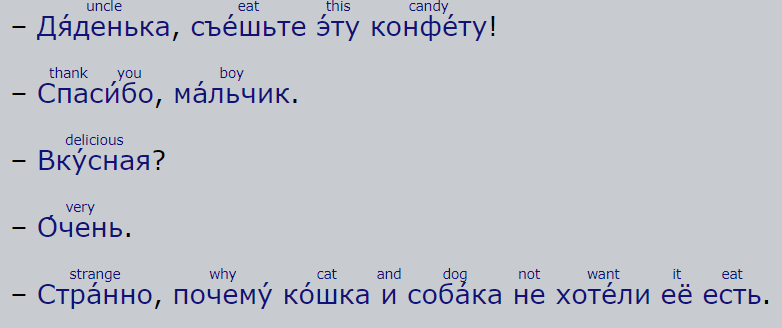 uncle eat this candy
– Дя́денька, съе́шьте э́ту конфе́ту!
thank you boy
– Спаси́бо, ма́льчик.
delicious
– Вку́сная?
very
– О́чень.
strange why cat and dog not want it eat
– Стра́нно, почему́ ко́шка и соба́ка не хоте́ли её есть.